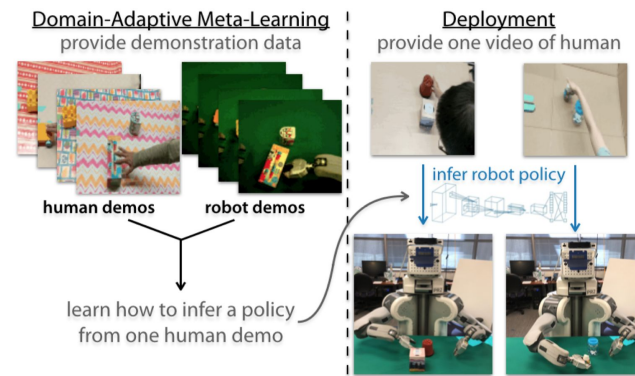 Domain-Adaptive Meta-Learning
provide demonstration data
human demos
robot demos
learn how to infer a policy
from one human demo
Deployment
provide one video of human
infer robot policy